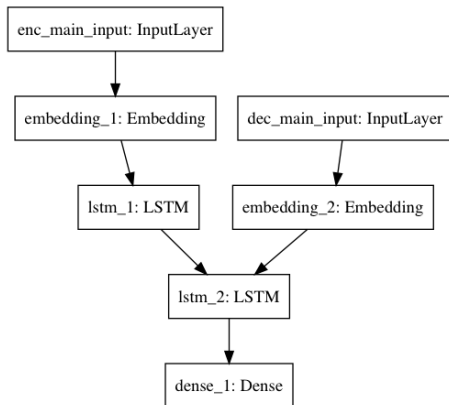 enc_main_input: InputLayer
embedding_1: Embedding
dec_main_input: InputLayer
lstm_1: LSTM
embedding_2: Embedding
lstm_2: LSTM
dense_1: Dense